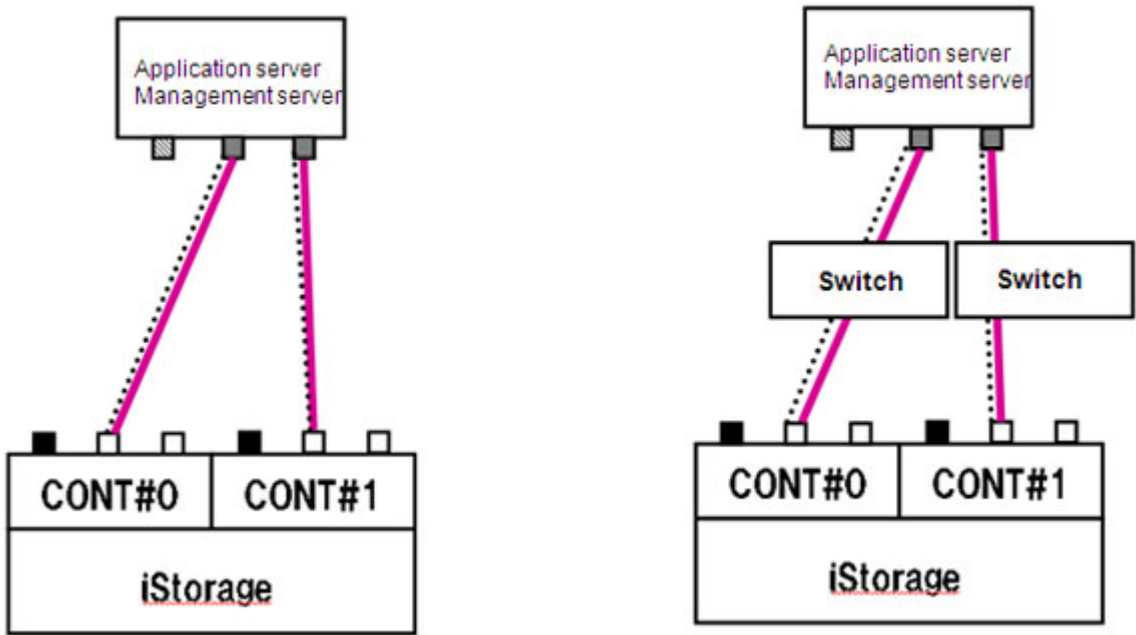 Application server
Management server
Application server
Management server
Switch
Switch
CONT#0
CONT#1
CONT#0
CONT#1
iStorage
iStorage